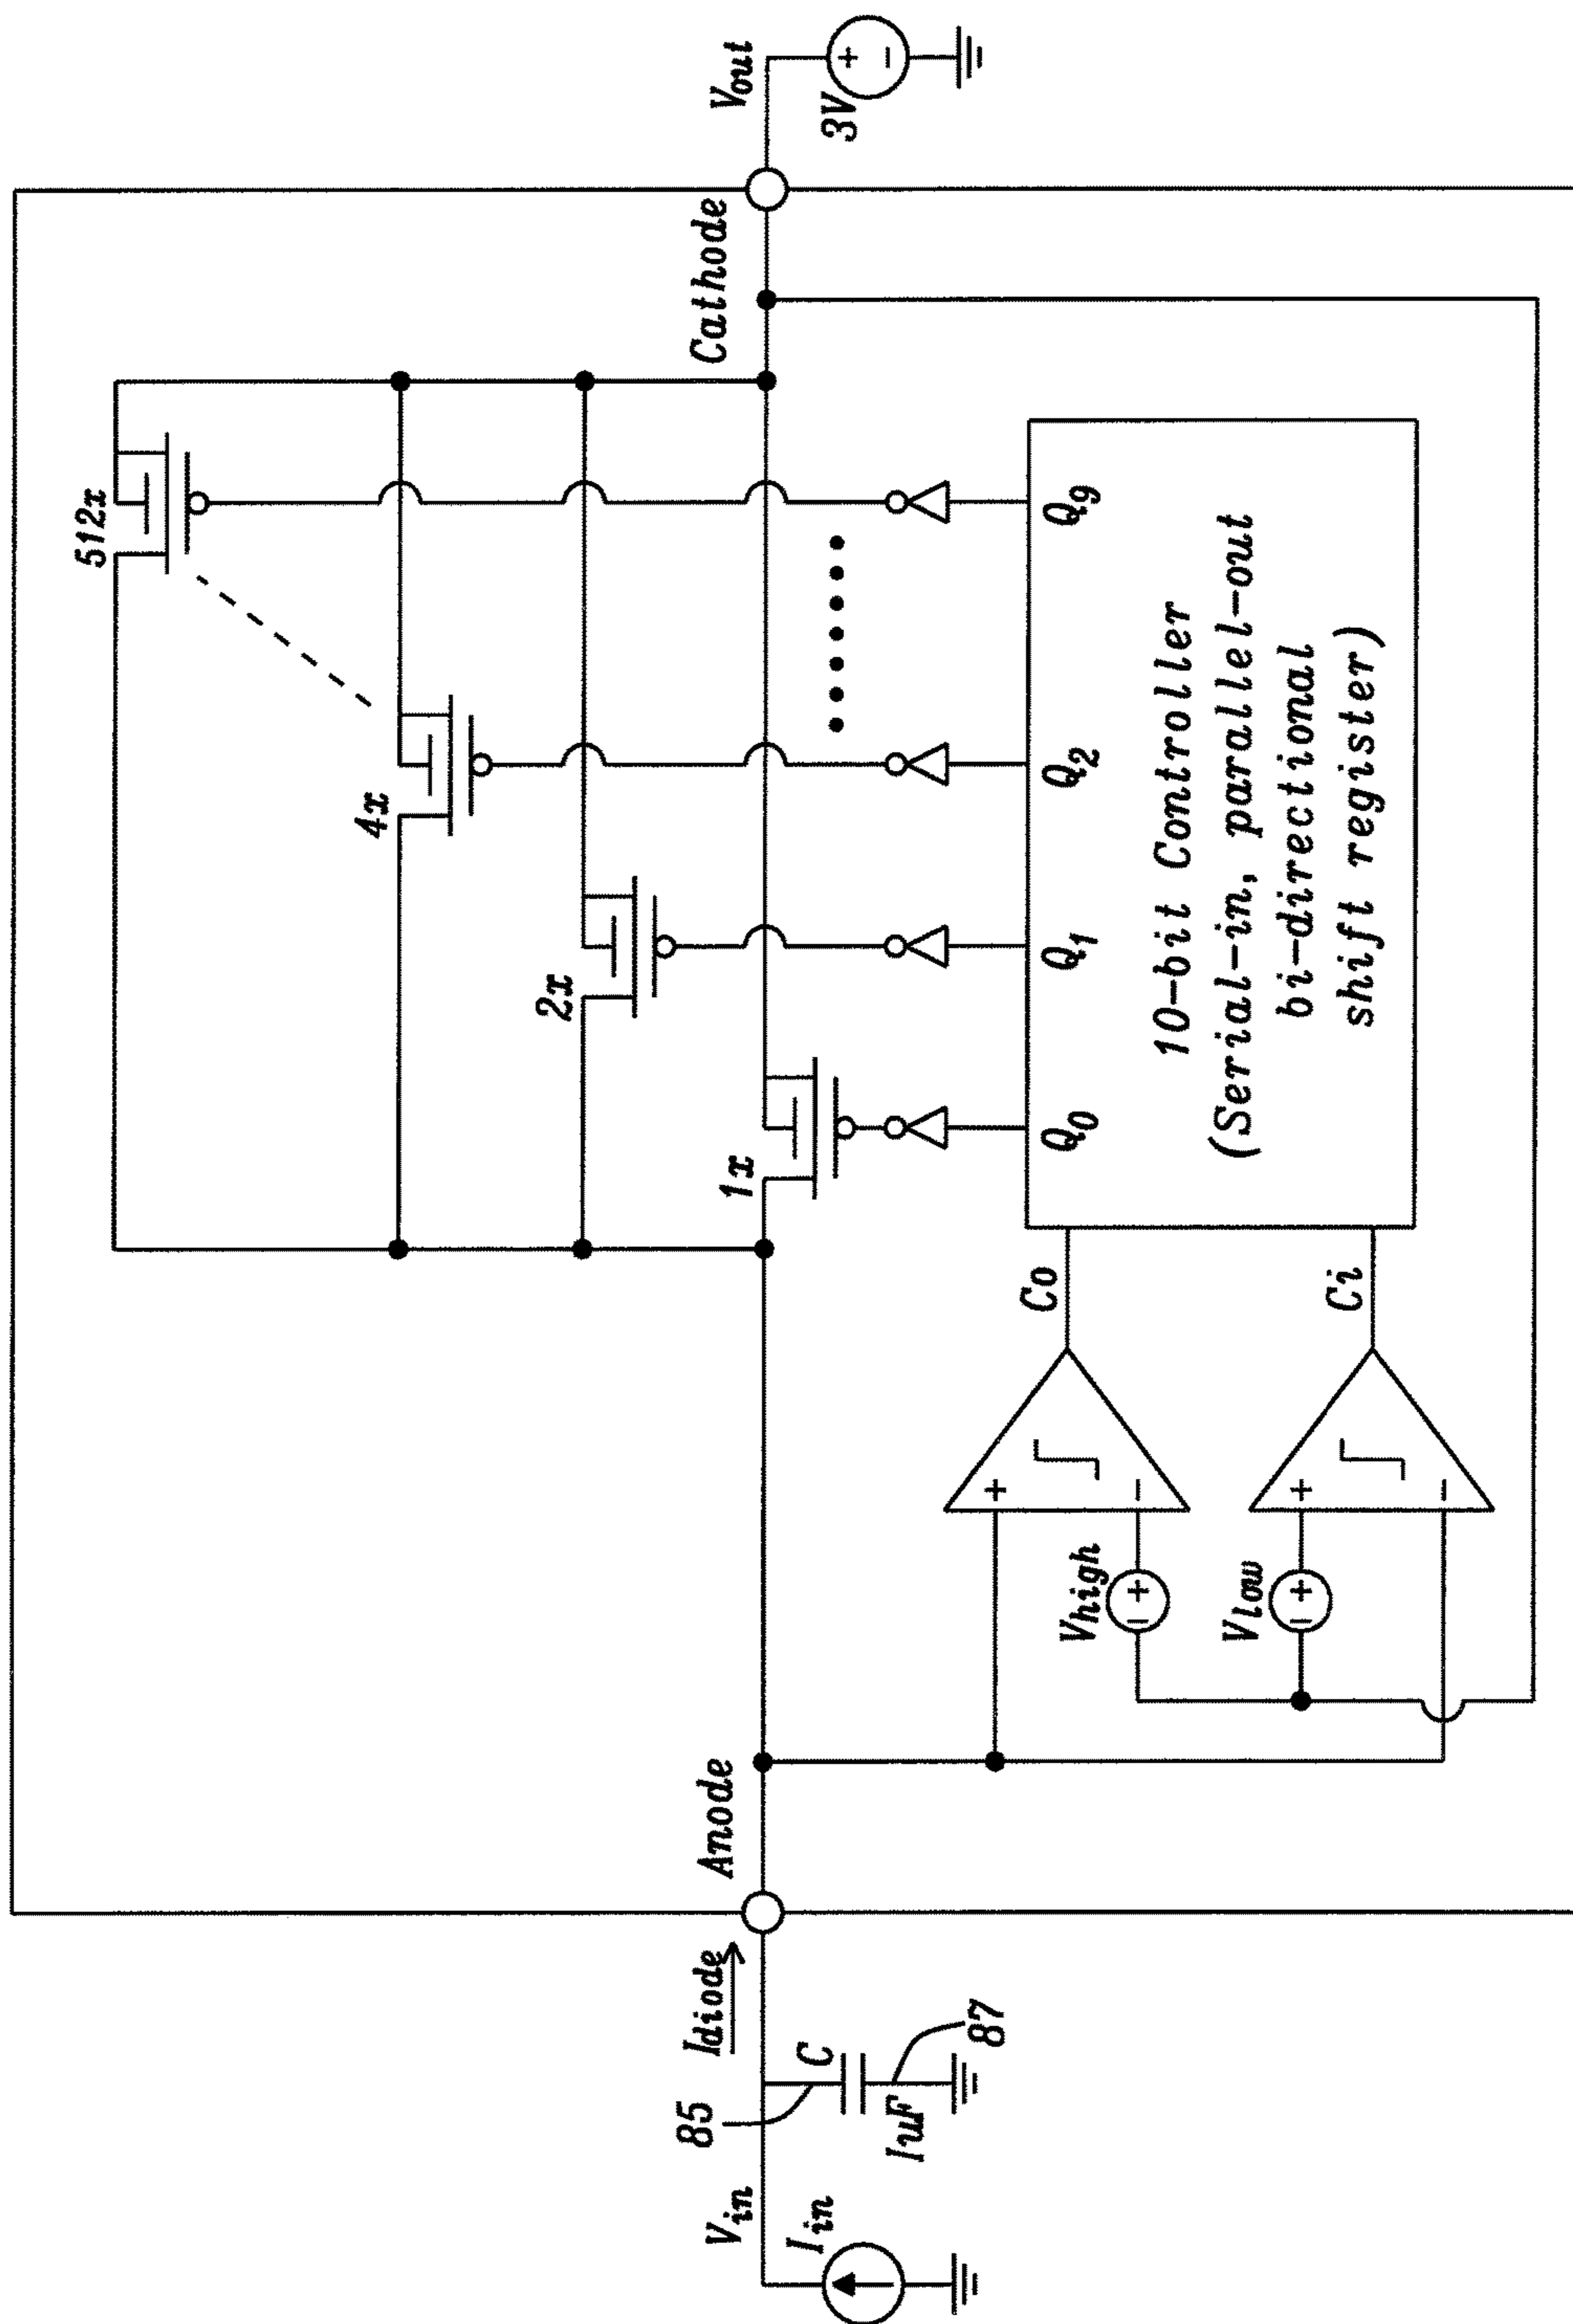 512x
4x
2x
1x
Vin
Iin
85
C
1uF
87
Idiode
Anode
Cathode
Vout
3V
+
−
Vhigh
− +
Vlow
− +
+
−
+
−
Co
Ci
Q0
Q1
Q2
Q9
10-bit Controller
(Serial-in, parallel-out
bi-directional
shift register)